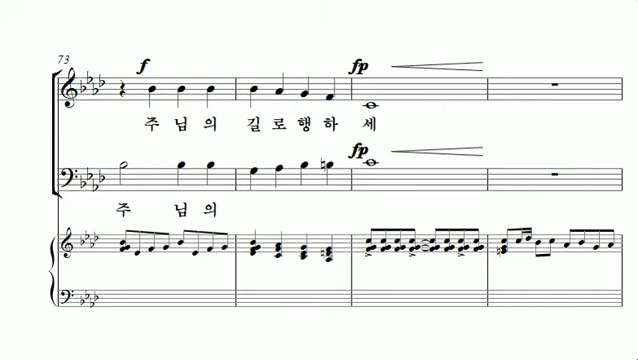 73
f
fp
주 님 의 길 로 행 하 세
fp
주 님 의